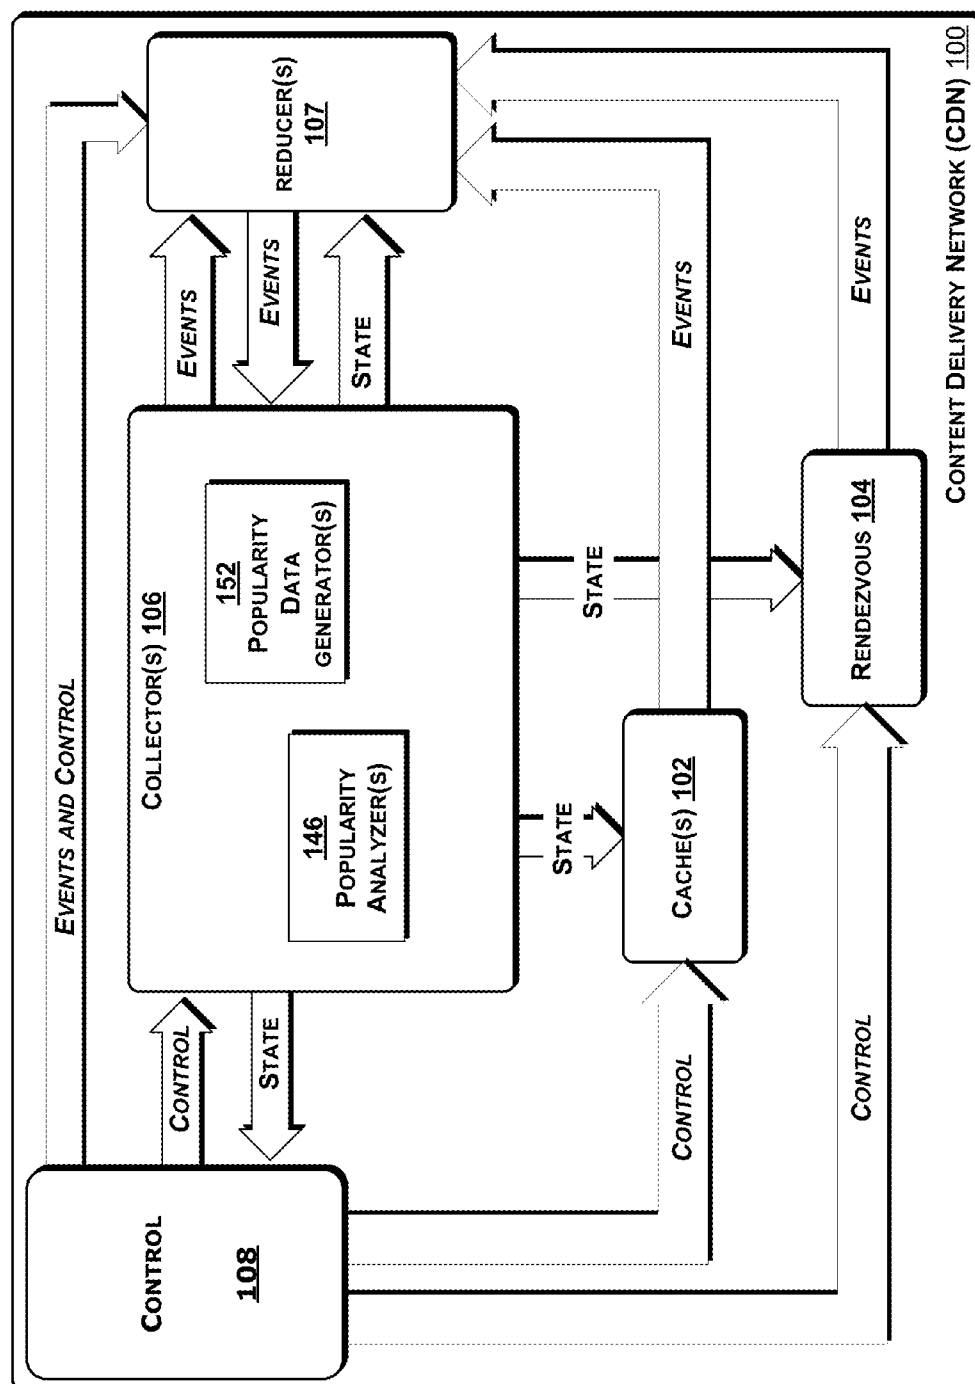 EVENTS AND CONTROL
CONTROL
108
CONTROL
STATE
COLLECTOR(S) 106
146
POPULARITY
ANALYZER(S)
152
POPULARITY
DATA
GENERATOR(S)
EVENTS
EVENTS
STATE
REDUCER(S)
107
STATE
STATE
CONTROL
CACHE(S) 102
EVENTS
CONTROL
RENDEZVOUS 104
EVENTS
CONTENT DELIVERY NETWORK (CDN) 100